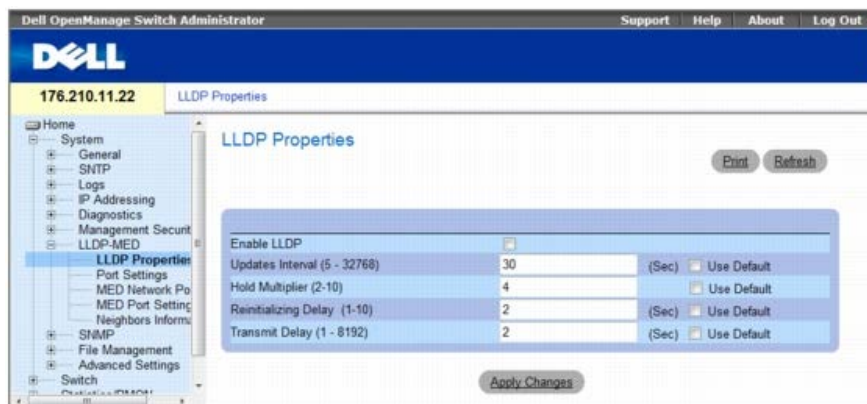 Dell OpenManage Switch Administrator
Support Help About Log Out
DELL
176.210.11.22 LLDP Properties
Home
System
General
SNTP
Logs
IP Addressing
Diagnostics
Management Securit
LLDP-MED
LLDP Propertie
Port Settings
MED Network Po
MED Port Setting
Neighbors Informa
SNMP
File Management
Advanced Settings
Switch
Statistics/RMON
LLDP Properties
Print Refresh
Enable LLDP
Updates Interval (5 - 32768) 30 (Sec) Use Default
Hold Multiplier (2-10) 4 Use Default
Reinitializing Delay (1-10) 2 (Sec) Use Default
Transmit Delay (1 - 8192) 2 (Sec) Use Default
Apply Changes